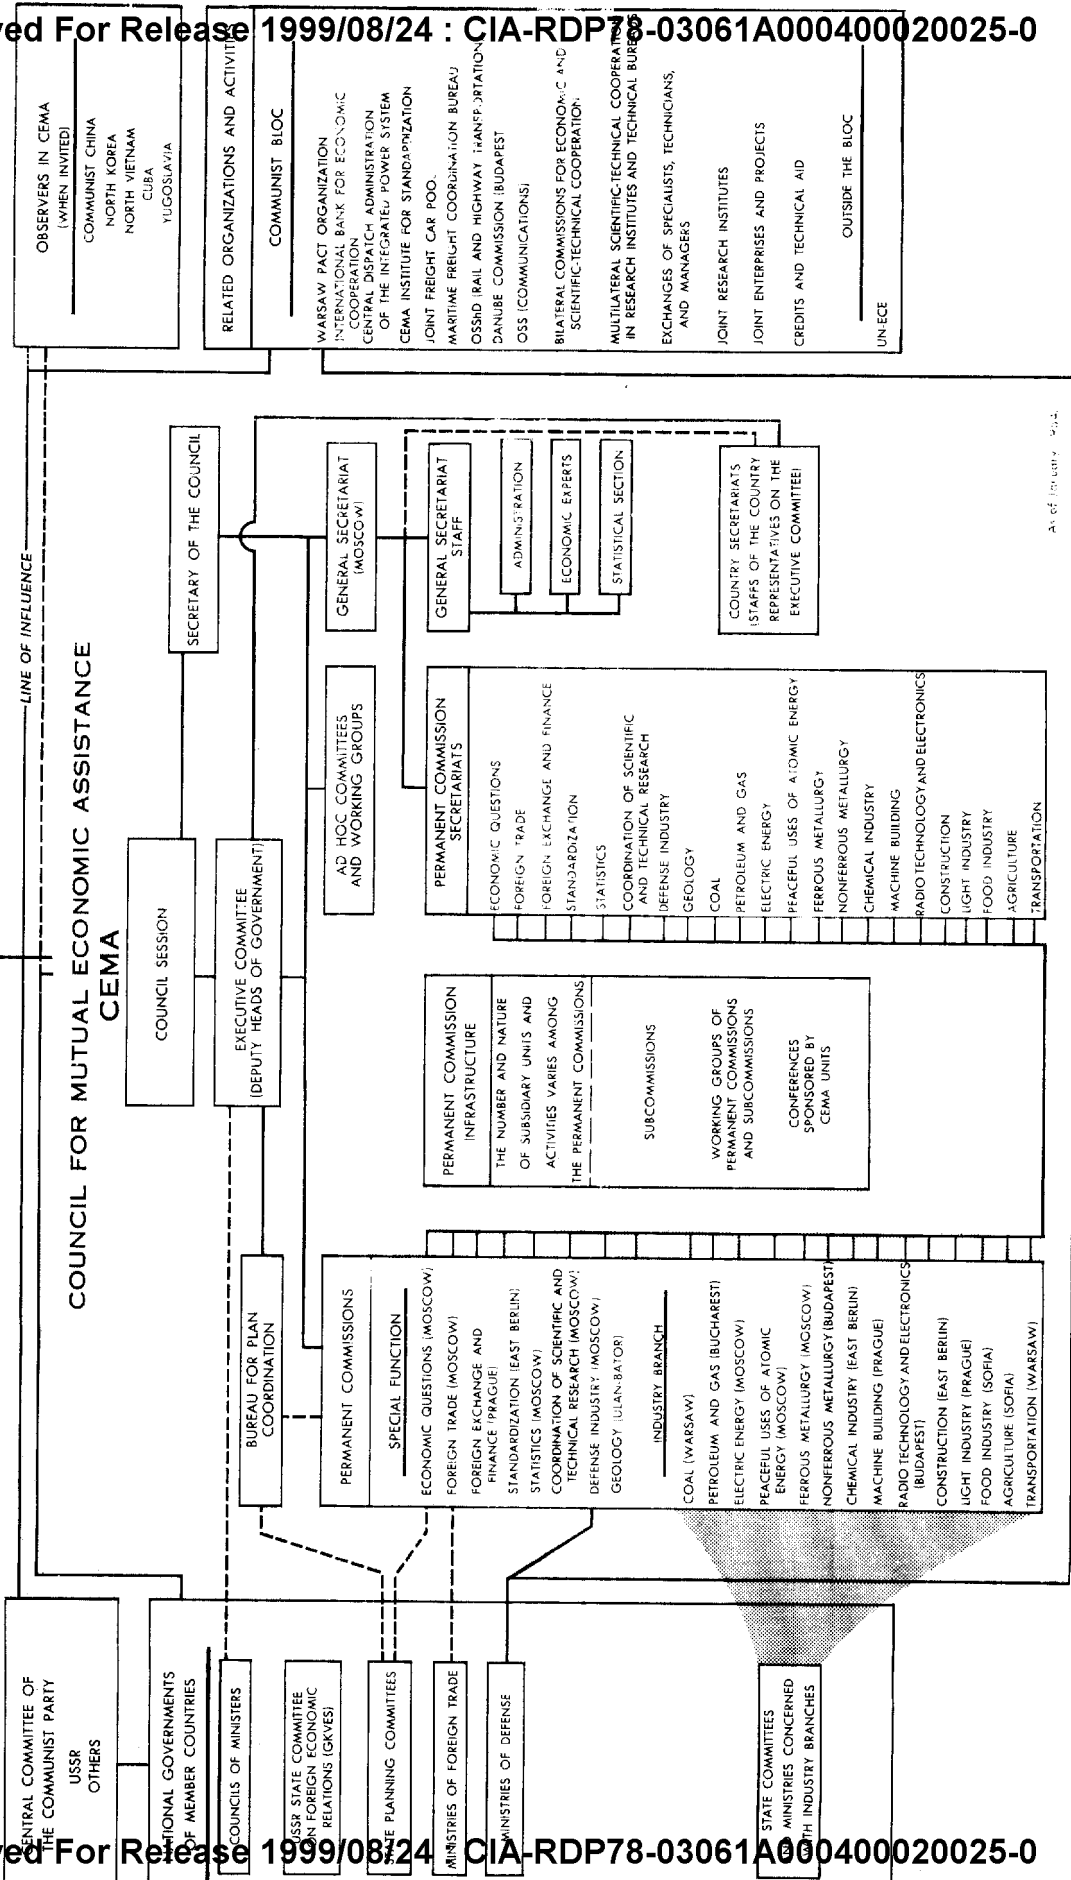 ved For Release 1999/08/24 : CIA-RDP78-03061A000400020025-0
COUNCIL FOR MUTUAL ECONOMIC ASSISTANCE
CEMA
CENTRAL COMMITTEE OF
THE COMMUNIST PARTY
USSR
OTHERS
LINE OF INFLUENCE
OBSERVERS IN CEMA
(WHEN INVITED)
COMMUNIST CHINA
NORTH KOREA
NORTH VIETNAM
CUBA
YUGOSLAVIA
NATIONAL GOVERNMENTS
OF MEMBER COUNTRIES
COUNCILS OF MINISTERS
USSR STATE COMMITTEE
ON FOREIGN ECONOMIC
RELATIONS (GKVES)
STATE PLANNING COMMITTEES
MINISTRIES OF FOREIGN TRADE
MINISTRIES OF DEFENSE
STATE COMMITTEES
MINISTRIES CONCERNED
WITH INDUSTRY BRANCHES
COUNCIL SESSION
EXECUTIVE COMMITTEE
(DEPUTY HEADS OF GOVERNMENT)
SECRETARY OF THE COUNCIL
BUREAU FOR PLAN
COORDINATION
PERMANENT COMMISSIONS
SPECIAL FUNCTION
ECONOMIC QUESTIONS (MOSCOW)
FOREIGN TRADE (MOSCOW)
FOREIGN EXCHANGE AND
FINANCE (PRAGUE)
STANDARDIZATION (EAST BERLIN)
STATISTICS (MOSCOW)
COORDINATION OF SCIENTIFIC AND
TECHNICAL RESEARCH (MOSCOW)
DEFENSE INDUSTRY (MOSCOW)
GEOLOGY (ULAN-BATOR)
INDUSTRY BRANCH
COAL (WARSAW)
PETROLEUM AND GAS (BUCHAREST)
ELECTRIC ENERGY (MOSCOW)
PEACEFUL USES OF ATOMIC
ENERGY (MOSCOW)
FERROUS METALLURGY (MOSCOW)
NONFERROUS METALLURGY (BUDAPEST)
CHEMICAL INDUSTRY (EAST BERLIN)
MACHINE BUILDING (PRAGUE)
RADIO TECHNOLOGY AND ELECTRONICS
(BUDAPEST)
CONSTRUCTION (EAST BERLIN)
LIGHT INDUSTRY (PRAGUE)
FOOD INDUSTRY (SOFIA)
AGRICULTURE (SOFIA)
TRANSPORTATION (WARSAW)
PERMANENT COMMISSION
INFRASTRUCTURE
THE NUMBER AND NATURE
OF SUBSIDIARY UNITS AND
ACTIVITIES VARIES AMONG
THE PERMANENT COMMISSIONS
SUBCOMMISSIONS
WORKING GROUPS OF
PERMANENT COMMISSIONS
AND SUBCOMMISSIONS
CONFERENCES
SPONSORED BY
CEMA UNITS
AD HOC COMMITTEES
AND WORKING GROUPS
PERMANENT COMMISSION
SECRETARIATS
ECONOMIC QUESTIONS
FOREIGN TRADE
FOREIGN EXCHANGE AND FINANCE
STANDARDIZATION
STATISTICS
COORDINATION OF SCIENTIFIC
AND TECHNICAL RESEARCH
DEFENSE INDUSTRY
GEOLOGY
COAL
PETROLEUM AND GAS
ELECTRIC ENERGY
PEACEFUL USES OF ATOMIC ENERGY
FERROUS METALLURGY
NONFERROUS METALLURGY
CHEMICAL INDUSTRY
MACHINE BUILDING
RADIO TECHNOLOGY AND ELECTRONICS
CONSTRUCTION
LIGHT INDUSTRY
FOOD INDUSTRY
AGRICULTURE
TRANSPORTATION
GENERAL SECRETARIAT
(MOSCOW)
GENERAL SECRETARIAT
STAFF
ADMINISTRATION
ECONOMIC EXPERTS
STATISTICAL SECTION
COUNTRY SECRETARIATS
(STAFFS OF THE COUNTRY
REPRESENTATIVES ON THE
EXECUTIVE COMMITTEE)
RELATED ORGANIZATIONS AND ACTIVITIES
COMMUNIST BLOC
WARSAW PACT ORGANIZATION
INTERNATIONAL BANK FOR ECONOMIC
COOPERATION
CENTRAL DISPATCH ADMINISTRATION
OF THE INTEGRATED POWER SYSTEM
CEMA INSTITUTE FOR STANDARDIZATION
JOINT FREIGHT CAR POOL
MARITIME FREIGHT COORDINATION BUREAU
OSShD (RAIL AND HIGHWAY TRANSPORTATION)
DANUBE COMMISSION (BUDAPEST)
OSS (COMMUNICATIONS)
BILATERAL COMMISSIONS FOR ECONOMIC AND
SCIENTIFIC-TECHNICAL COOPERATION
MULTILATERAL SCIENTIFIC-TECHNICAL COOPERATION
IN RESEARCH INSTITUTES AND TECHNICAL BUREAUS
EXCHANGES OF SPECIALISTS, TECHNICIANS,
AND MANAGERS
JOINT RESEARCH INSTITUTES
JOINT ENTERPRISES AND PROJECTS
CREDITS AND TECHNICAL AID
OUTSIDE THE BLOC
UN-ECE
As of January
ved For Release 1999/08/24 : CIA-RDP78-03061A000400020025-0